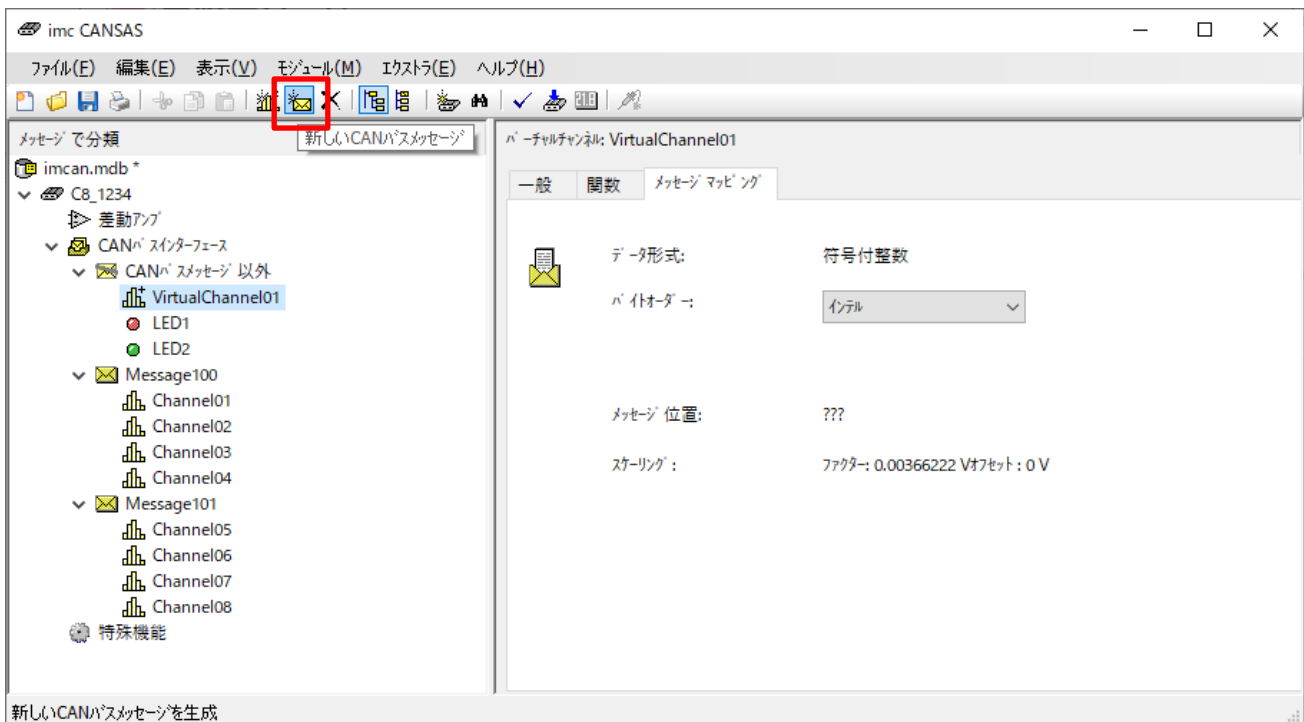 imc CANSAS
ﾌｧｲﾙ(F) 編集(E) 表示(V) ﾓｼﾞｭｰﾙ(M) ｴｸｽﾄﾗ(E) ﾍﾙﾌﾟ(H)
ﾒｯｾｰｼﾞで分類
新しいCANﾊﾞｽﾒｯｾｰｼﾞ
imcan.mdb *
C8_1234
差動ｱﾝﾌﾟ
CANﾊﾞｽｲﾝﾀｰﾌｪｰｽ
CANﾊﾞｽﾒｯｾｰｼﾞ以外
VirtualChannel01
LED1
LED2
Message100
Channel01
Channel02
Channel03
Channel04
Message101
Channel05
Channel06
Channel07
Channel08
特殊機能
ﾊﾞｰﾁｬﾙﾁｬﾝﾈﾙ: VirtualChannel01
一般 関数 ﾒｯｾｰｼﾞﾏｯﾋﾟﾝｸﾞ
ﾃﾞｰﾀ形式: 符号付整数
ﾊﾞｲﾄｵｰﾀﾞｰ: ｲﾝﾃﾙ
ﾒｯｾｰｼﾞ位置: ???
ｽｹｰﾘﾝｸﾞ: ﾌｧｸﾀｰ: 0.00366222 Vｵﾌｾｯﾄ: 0 V
新しいCANﾊﾞｽﾒｯｾｰｼﾞを生成